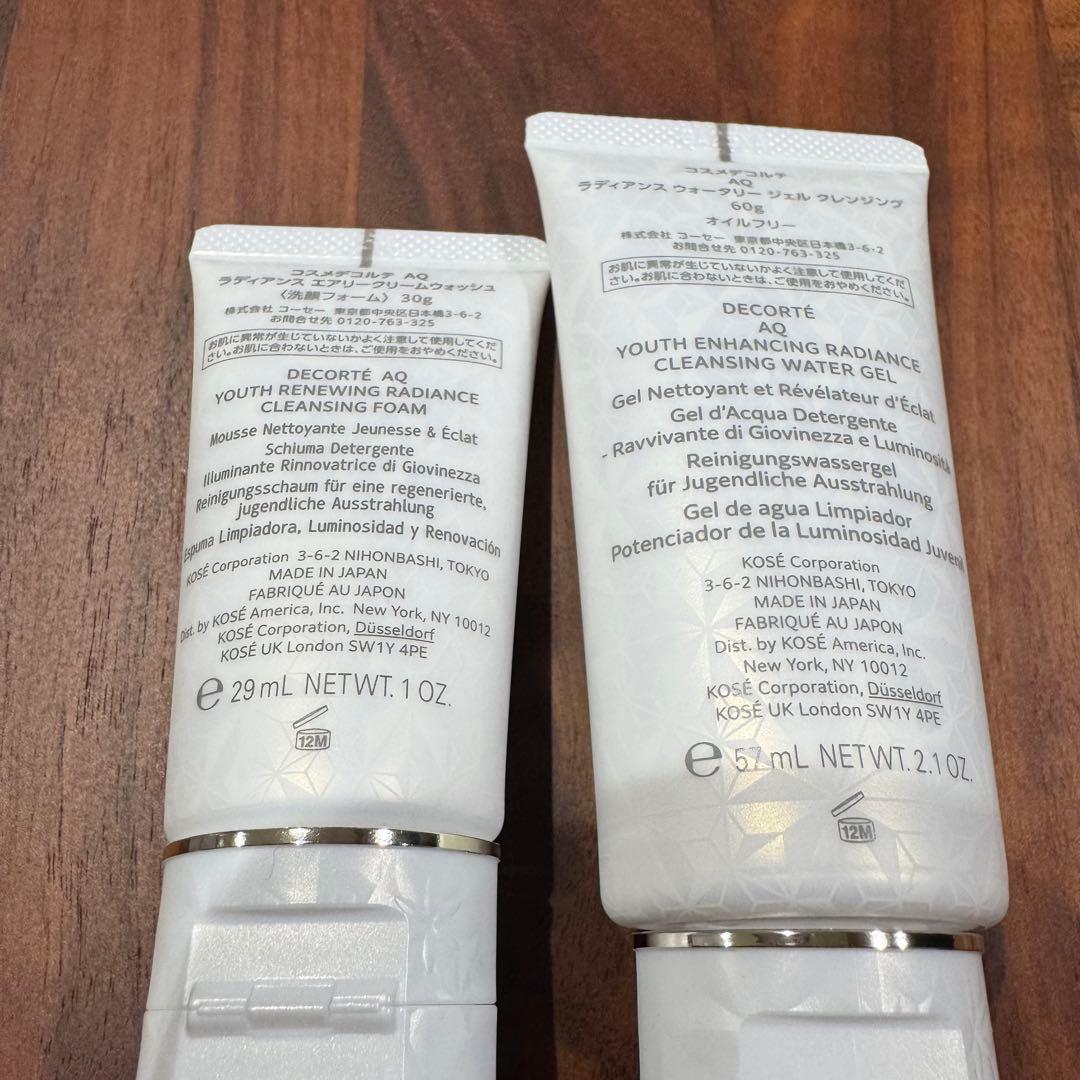 コスメデコルテ AQ
ラディアンス エアリークリームウォッシュ
〈洗顔フォーム〉 30g
株式会社 コーセー 東京都中央区日本橋3-6-2
お問合せ先 0120-763-325
お肌に異常が生じていないかよく注意して使用してくだ
さい。お肌に合わないときは、ご使用をおやめください。
DECORTÉ AQ
YOUTH RENEWING RADIANCE
CLEANSING FOAM
Mousse Nettoyante Jeunesse & Éclat
Schiuma Detergente
Illuminante Rinnovatrice di Giovinezza
Reinigungsschaum für eine regenerierte,
jugendliche Ausstrahlung
Espuma Limpiadora, Luminosidad y Renovación
KOSÉ Corporation 3-6-2 NIHONBASHI, TOKYO
MADE IN JAPAN
FABRIQUÉ AU JAPON
Dist. by KOSÉ America, Inc. New York, NY 10012
KOSÉ Corporation, Düsseldorf
KOSÉ UK London SW1Y 4PE
℮ 29 mL NETWT. 1 OZ.
12M
コスメデコルテ
AQ
ラディアンス ウォータリー ジェル クレンジング
60g
オイルフリー
株式会社 コーセー 東京都中央区日本橋3-6-2
お問合せ先 0120-763-325
お肌に異常が生じていないかよく注意して使用してくだ
さい。お肌に合わないときは、ご使用をおやめください。
DECORTÉ
AQ
YOUTH ENHANCING RADIANCE
CLEANSING WATER GEL
Gel Nettoyant et Révélateur d'Éclat
Gel d'Acqua Detergente
- Ravvivante di Giovinezza e Luminosità
Reinigungswassergel
für Jugendliche Ausstrahlung
Gel de agua Limpiador
Potenciador de la Luminosidad Juvenil
KOSÉ Corporation
3-6-2 NIHONBASHI, TOKYO
MADE IN JAPAN
FABRIQUÉ AU JAPON
Dist. by KOSÉ America, Inc.
New York, NY 10012
KOSÉ Corporation, Düsseldorf
KOSÉ UK London SW1Y 4PE
℮ 57 mL NETWT. 2.1 OZ.
12M